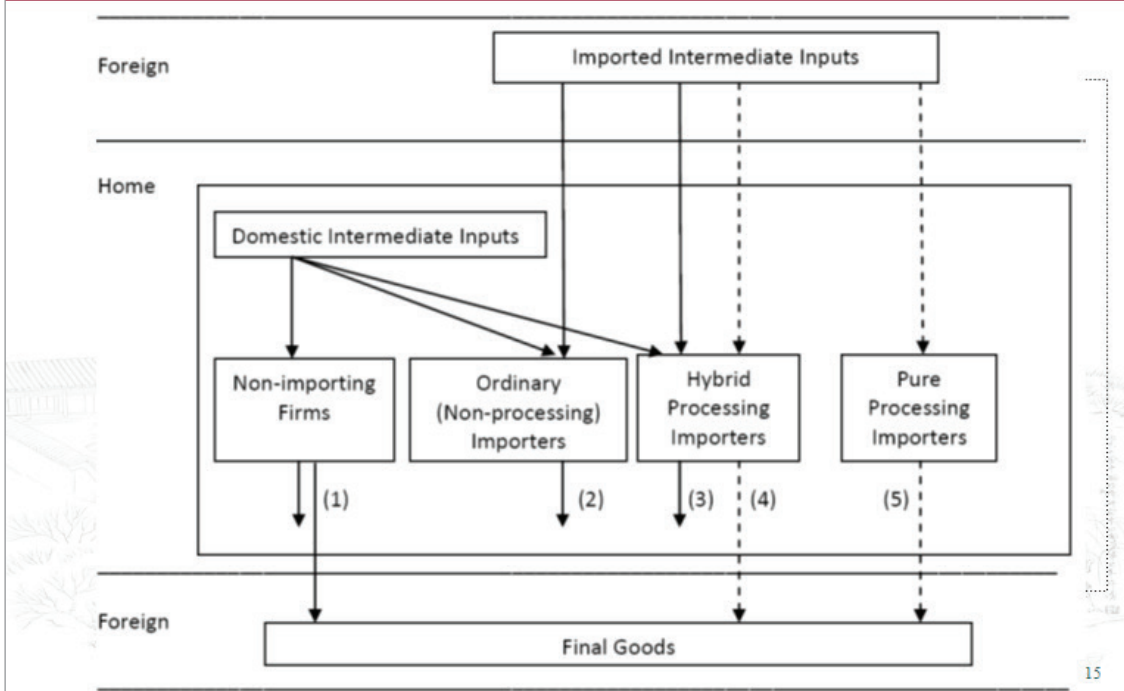 Foreign
Imported Intermediate Inputs
Home
Domestic Intermediate Inputs
Non-importing
Firms
Ordinary
(Non-processing)
Importers
Hybrid
Processing
Importers
Pure
Processing
Importers
(1)
(2)
(3)
(4)
(5)
Foreign
Final Goods
15